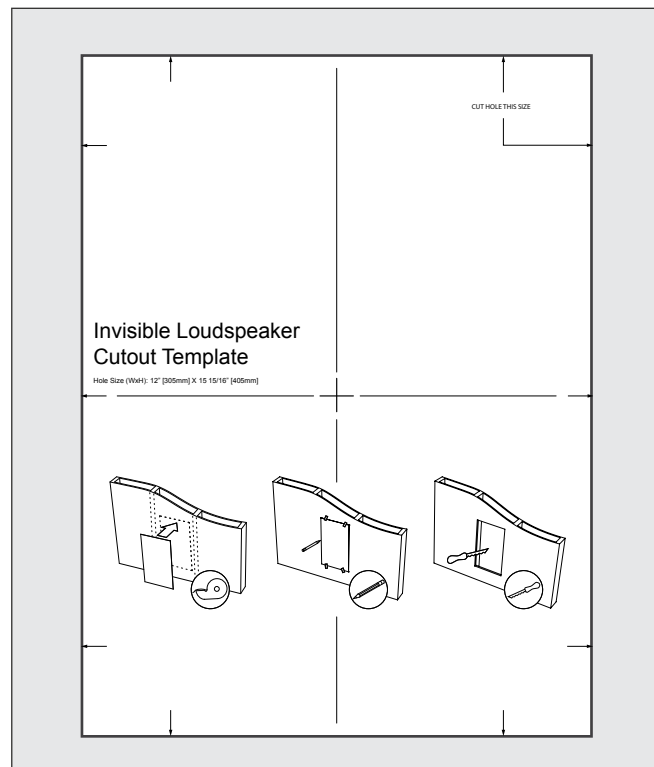 CUT HOLE THIS SIZE
Invisible Loudspeaker
Cutout Template
Hole Size (WxH): 12" [305mm] X 15 15/16" [405mm]